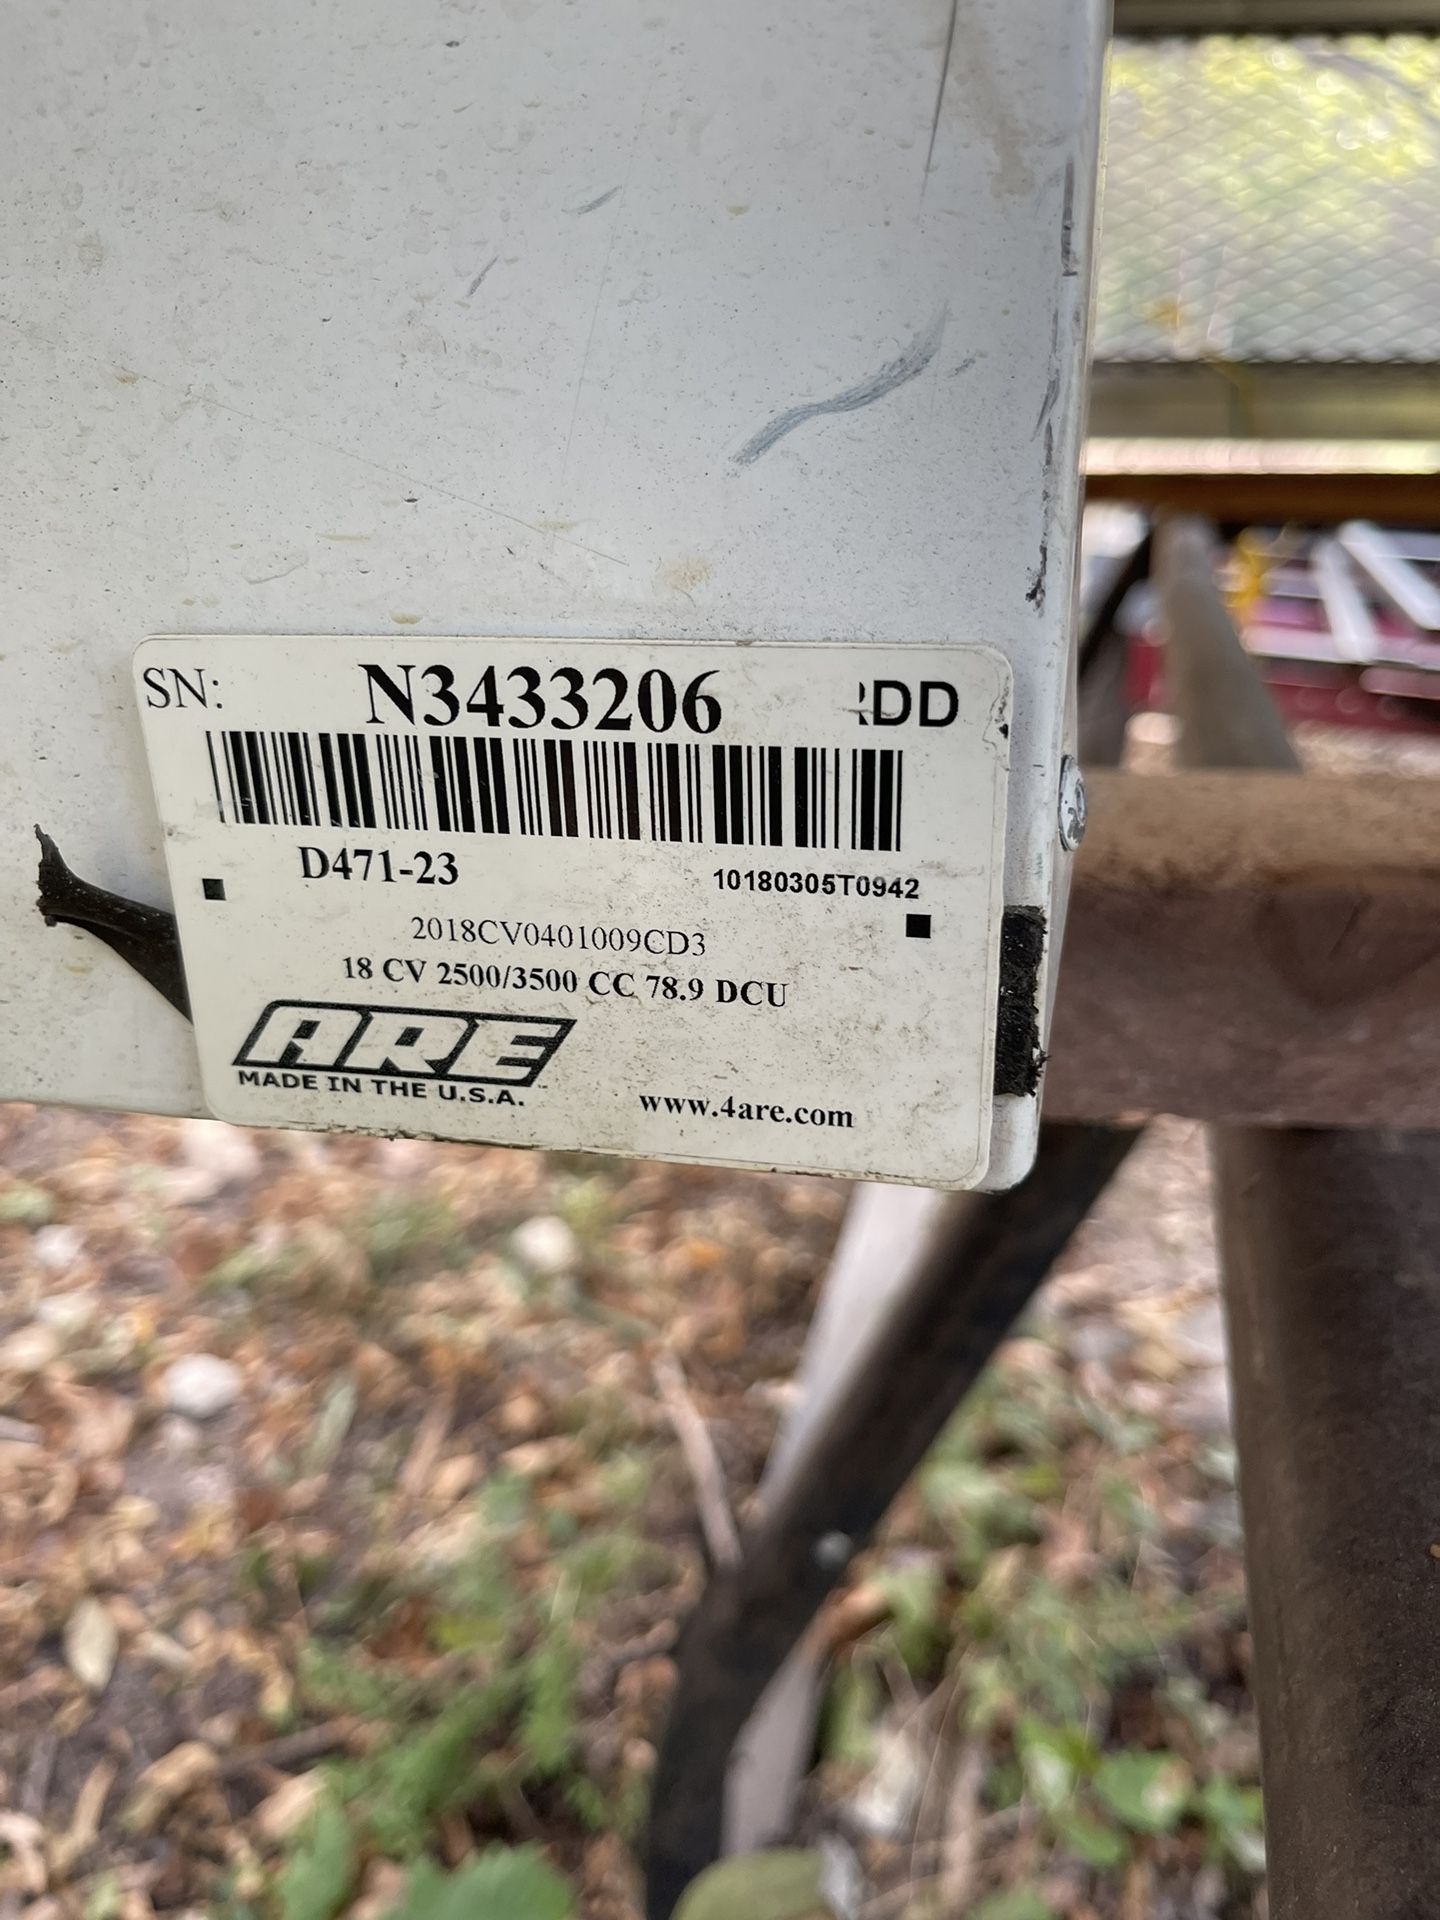 SN: N3433206 RDD
D471-23 10180305T0942
2018CV0401009CD3
18 CV 2500/3500 CC 78.9 DCU
ARE
MADE IN THE U.S.A.
www.4are.com